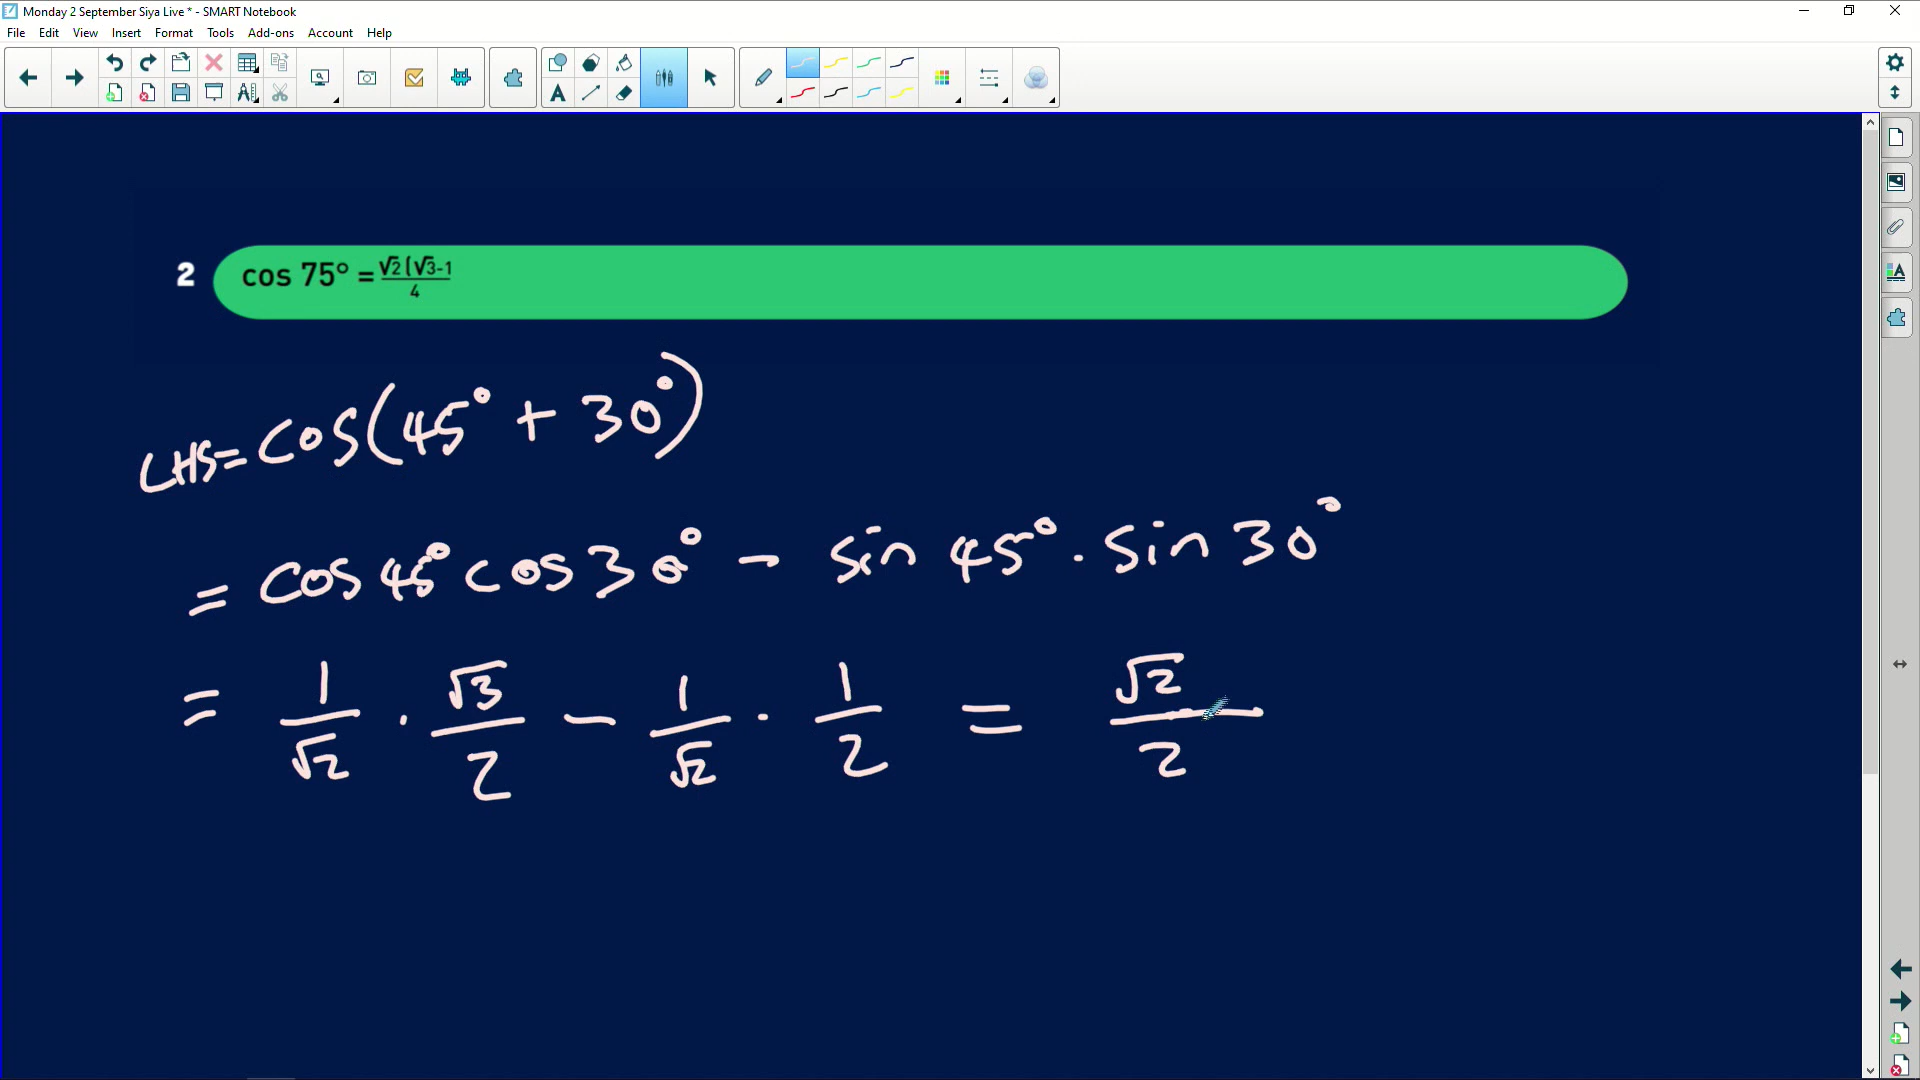 Monday 2 September Siya Live * - SMART Notebook
File Edit View Insert Format Tools Add-ons Account Help
2 cos 75° = √2(√3-1 / 4
LHS = cos(45° + 30°)
= cos 45° cos 30° - sin 45° . sin 30°
= 1/√2 . √3/2 - 1/√2 . 1/2 = √2/2